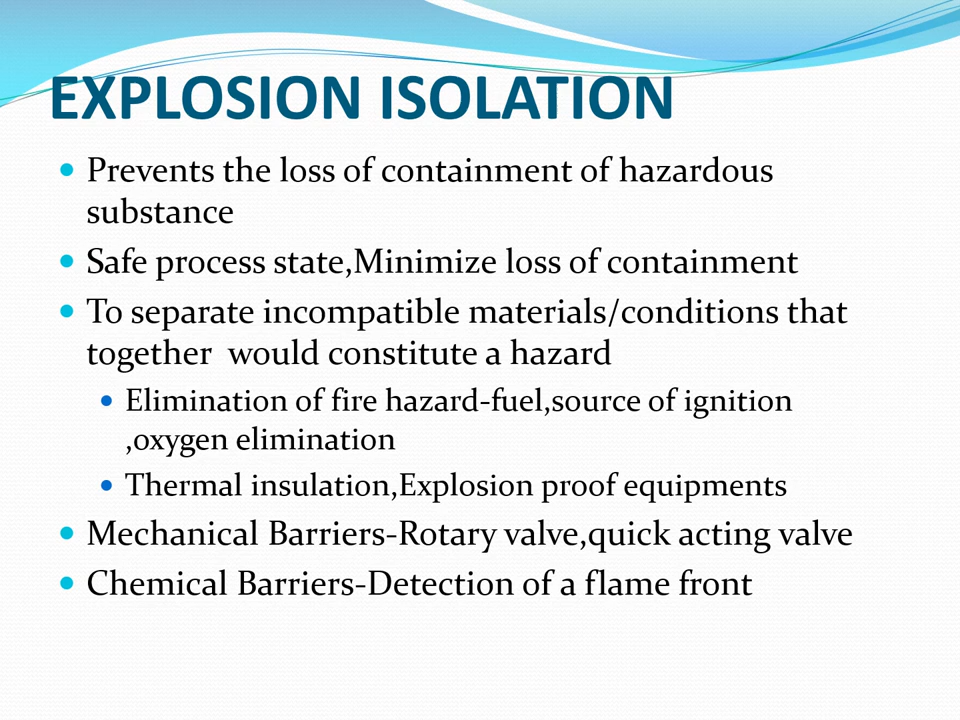 EXPLOSION ISOLATION
Prevents the loss of containment of hazardous
substance
Safe process state,Minimize loss of containment
To separate incompatible materials/conditions that
together  would constitute a hazard
Elimination of fire hazard-fuel,source of ignition
,oxygen elimination
Thermal insulation,Explosion proof equipments
Mechanical Barriers-Rotary valve,quick acting valve
Chemical Barriers-Detection of a flame front